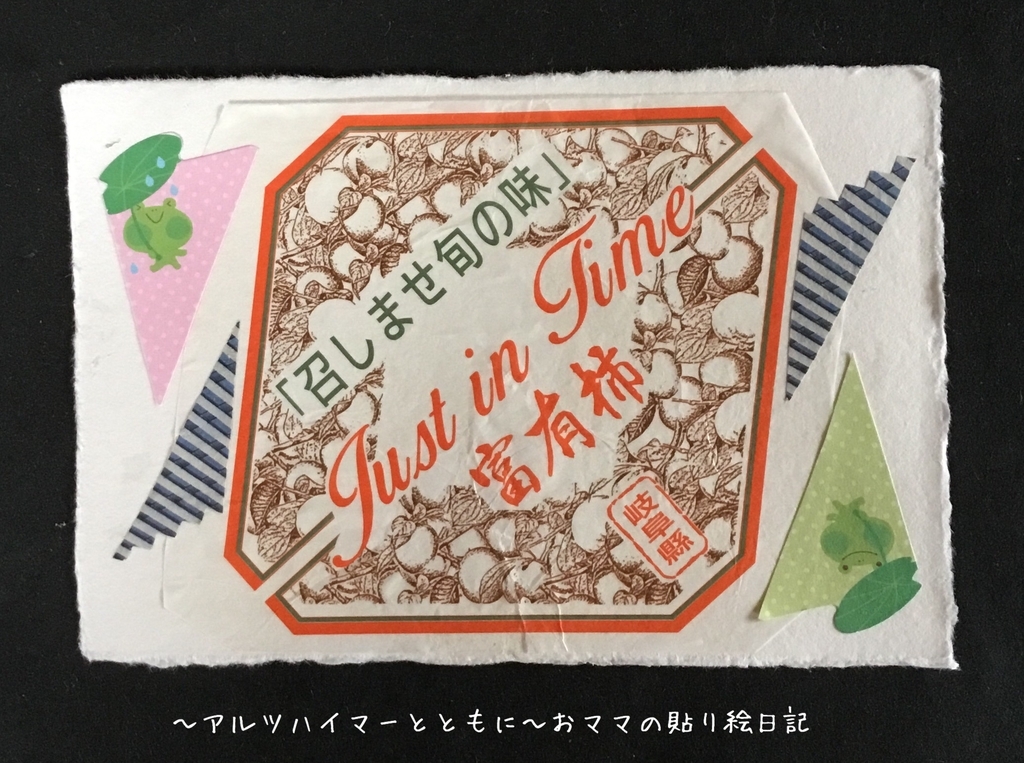 「召しませ旬の味」
Just in Time
富有柿
岐阜縣
～アルツハイマーとともに～おママの貼り絵日記